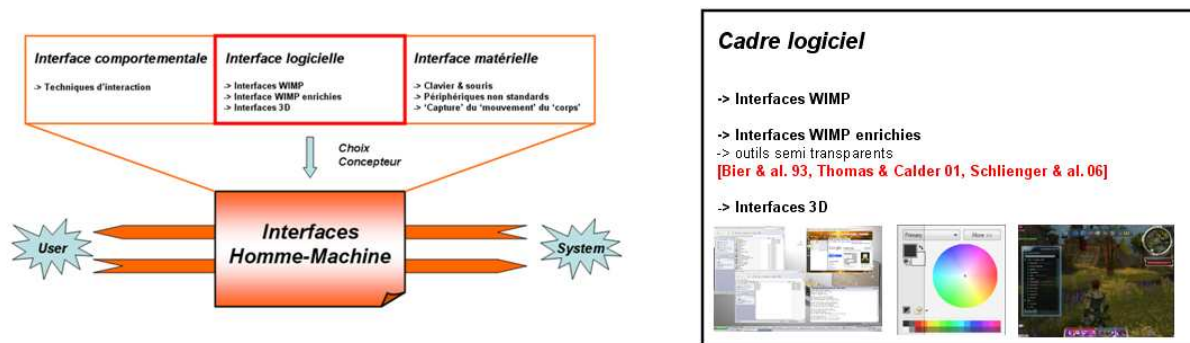 Interface comportementale
-> Techniques d'interaction
Interface logicielle
-> Interfaces WIMP
-> Interface WIMP enrichies
-> Interfaces 3D
Interface matérielle
-> Clavier & souris
-> Périphériques non standards
-> 'Capture' du 'mouvement' du 'corps'
Choix
Concepteur
User
Interfaces
Homme-Machine
System
Cadre logiciel
-> Interfaces WIMP
-> Interfaces WIMP enrichies
-> outils semi transparents
[Bier & al. 93, Thomas & Calder 01, Schlienger & al. 06]
-> Interfaces 3D
Primary
More >>